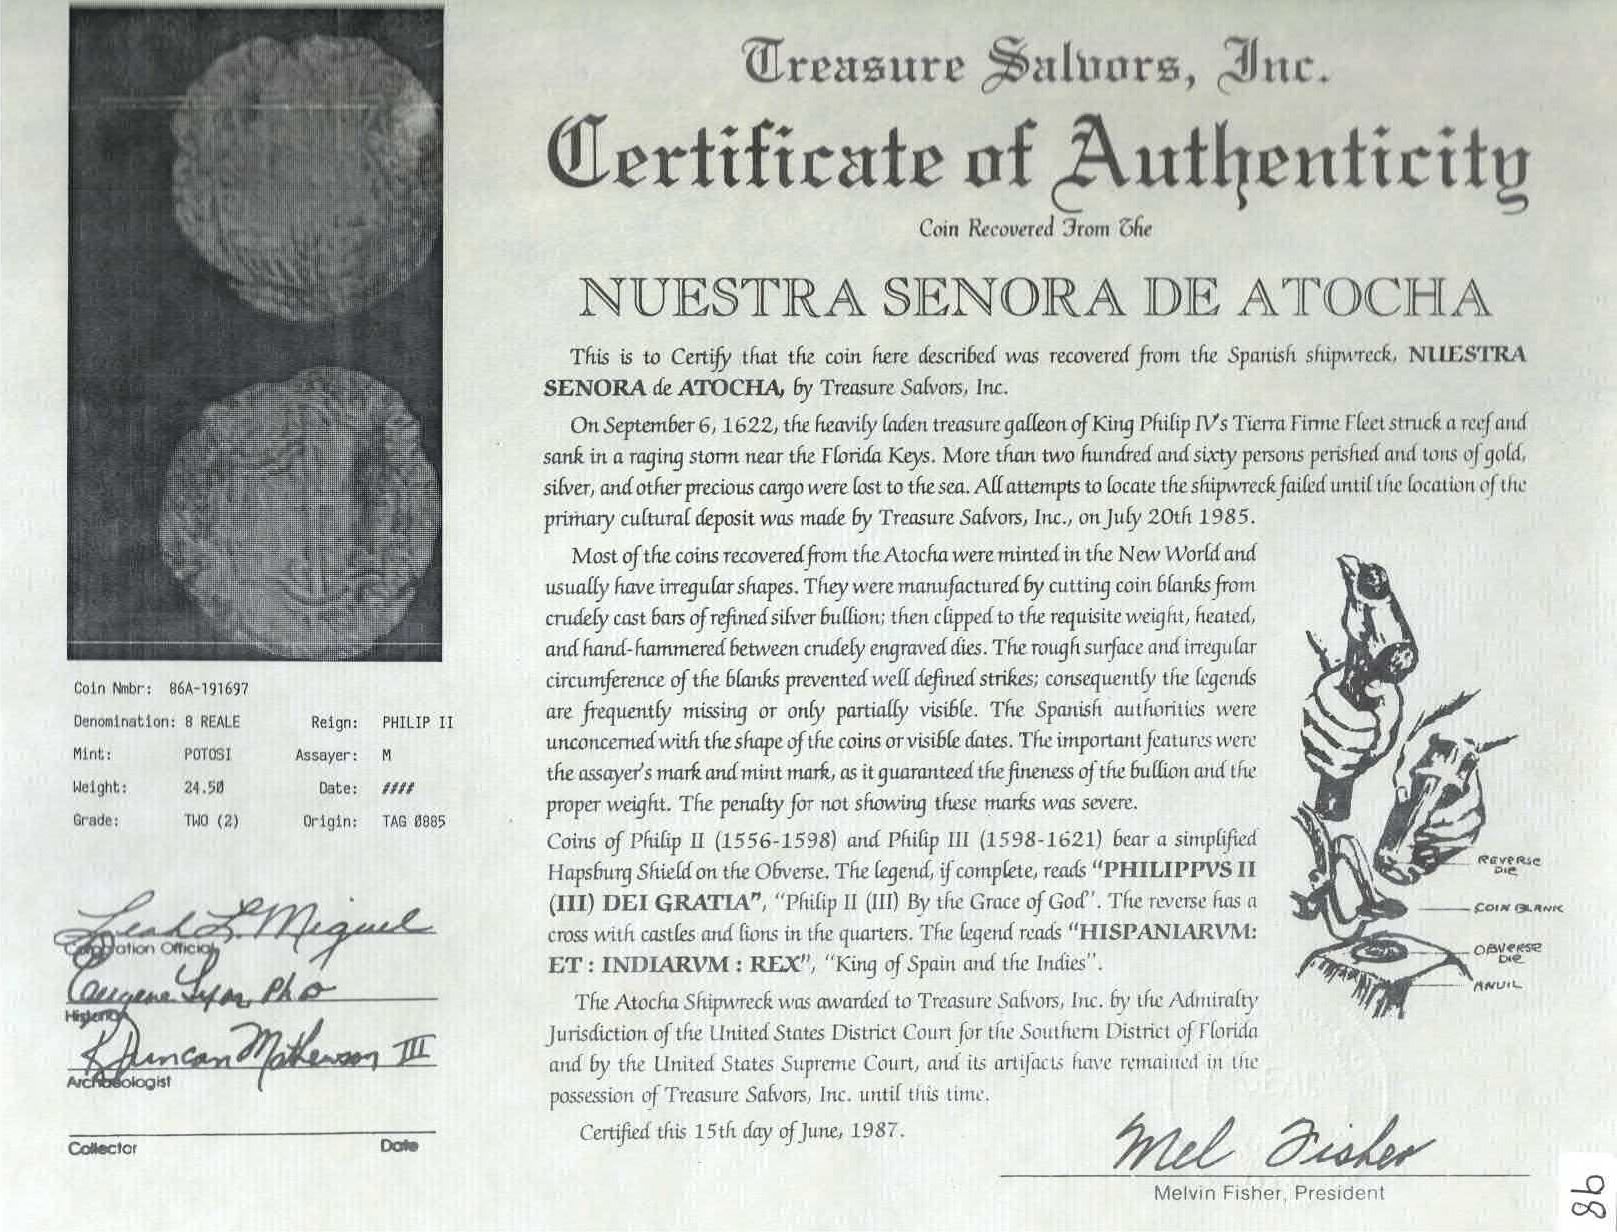 Treasure Salvors, Inc.
Certificate of Authenticity
Coin Recovered From The
NUESTRA SENORA DE ATOCHA
This is to Certify that the coin here described was recovered from the Spanish shipwreck, NUESTRA
SENORA de ATOCHA, by Treasure Salvors, Inc.
On September 6, 1622, the heavily laden treasure galleon of King Philip IV's Tierra Firme Fleet struck a reef and
sank in a raging storm near the Florida Keys. More than two hundred and sixty persons perished and tons of gold,
silver, and other precious cargo were lost to the sea. All attempts to locate the shipwreck failed until the location of the
primary cultural deposit was made by Treasure Salvors, Inc., on July 20th 1985.
Most of the coins recovered from the Atocha were minted in the New World and
usually have irregular shapes. They were manufactured by cutting coin blanks from
crudely cast bars of refined silver bullion; then clipped to the requisite weight, heated,
and hand-hammered between crudely engraved dies. The rough surface and irregular
circumference of the blanks prevented well defined strikes; consequently the legends
are frequently missing or only partially visible. The Spanish authorities were
unconcerned with the shape of the coins or visible dates. The important features were
the assayer's mark and mint mark, as it guaranteed the fineness of the bullion and the
proper weight. The penalty for not showing these marks was severe.
Coins of Philip II (1556-1598) and Philip III (1598-1621) bear a simplified
Hapsburg Shield on the Obverse. The legend, if complete, reads "PHILIPPVS II
(III) DEI GRATIA", "Philip II (III) By the Grace of God". The reverse has a
cross with castles and lions in the quarters. The legend reads "HISPANIARVM:
ET : INDIARVM : REX", "King of Spain and the Indies".
The Atocha Shipwreck was awarded to Treasure Salvors, Inc. by the Admiralty
Jurisdiction of the United States District Court for the Southern District of Florida
and by the United States Supreme Court, and its artifacts have remained in the
possession of Treasure Salvors, Inc. until this time.
Certified this 15th day of June, 1987.
REVERSE
DIE
COIN BLANK
OBVERSE
DIE
ANVIL
Mel Fisher
Melvin Fisher, President
Coin Nmbr: 86A-191697
Denomination: 8 REALE Reign: PHILIP II
Mint: POTOSI Assayer: M
Weight: 24.50 Date: ####
Grade: TWO (2) Origin: TAG 0885
Leah L. Miguel
Corporation Official
Eugene Lyon, PhD
Historian
R Duncan Mathewson III
Archaeologist
Collector Date
98